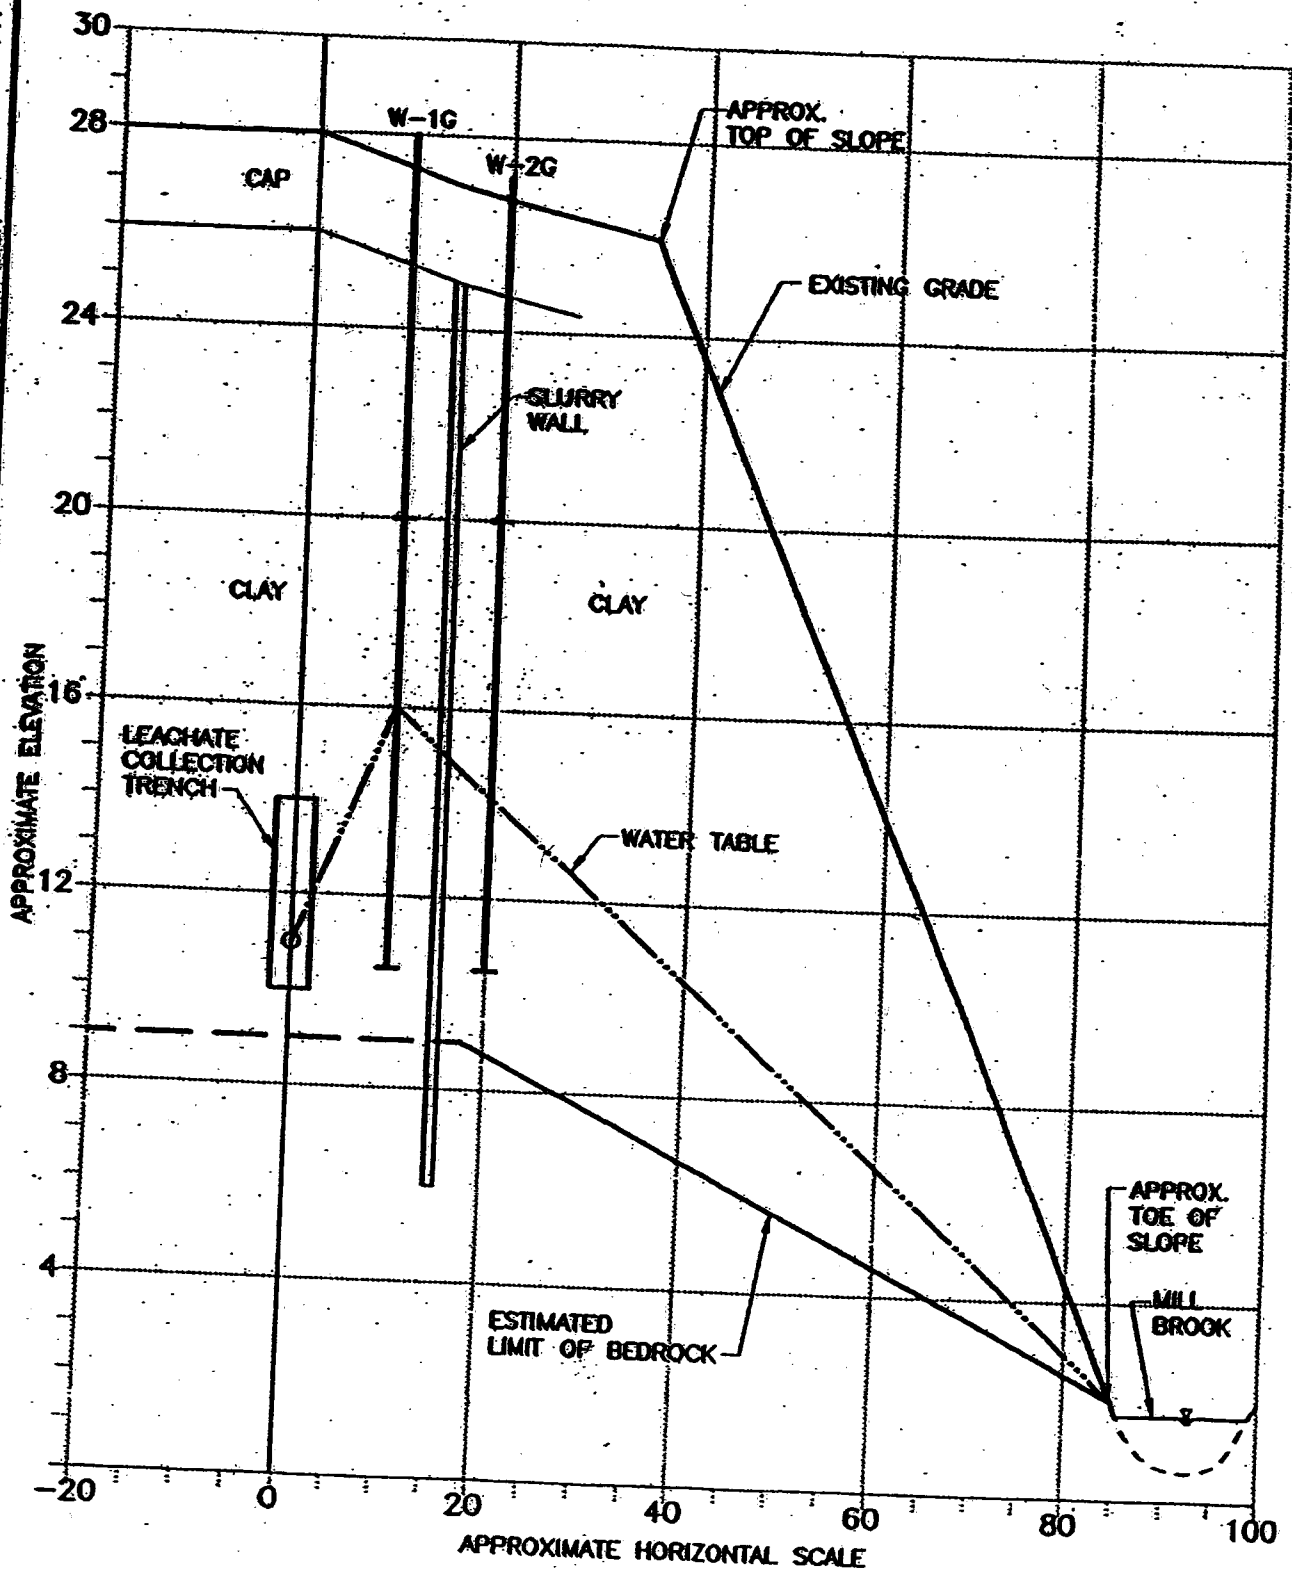 30
28
W-1G
APPROX.
TOP OF SLOPE
CAP
W-2G
EXISTING GRADE
24
SLURRY
WALL
20
CLAY
CLAY
APPROXIMATE ELEVATION
16
LEACHATE
COLLECTION
TRENCH
WATER TABLE
12
8
APPROX.
TOE OF
SLOPE
4
MILL
BROOK
ESTIMATED
LIMIT OF BEDROCK
-20
0
20
40
60
80
100
APPROXIMATE HORIZONTAL SCALE